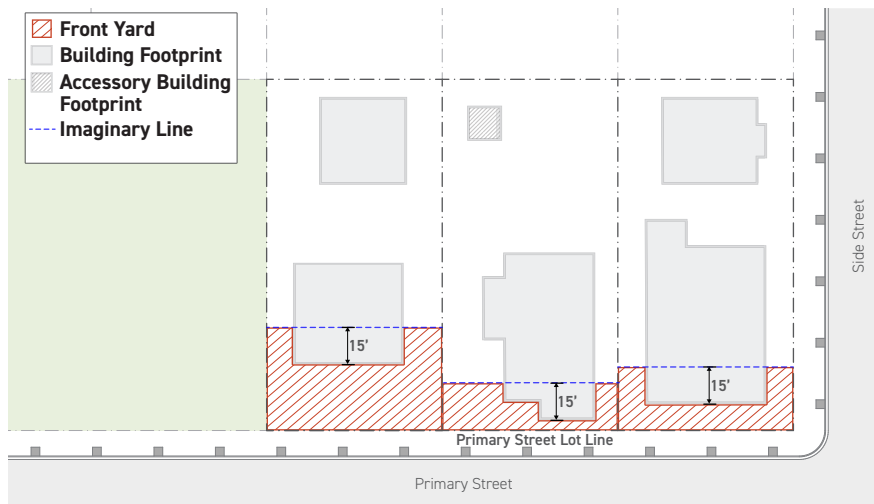 Front Yard
Building Footprint
Accessory Building
Footprint
Imaginary Line
Side Street
15'
15'
15'
Primary Street Lot Line
Primary Street